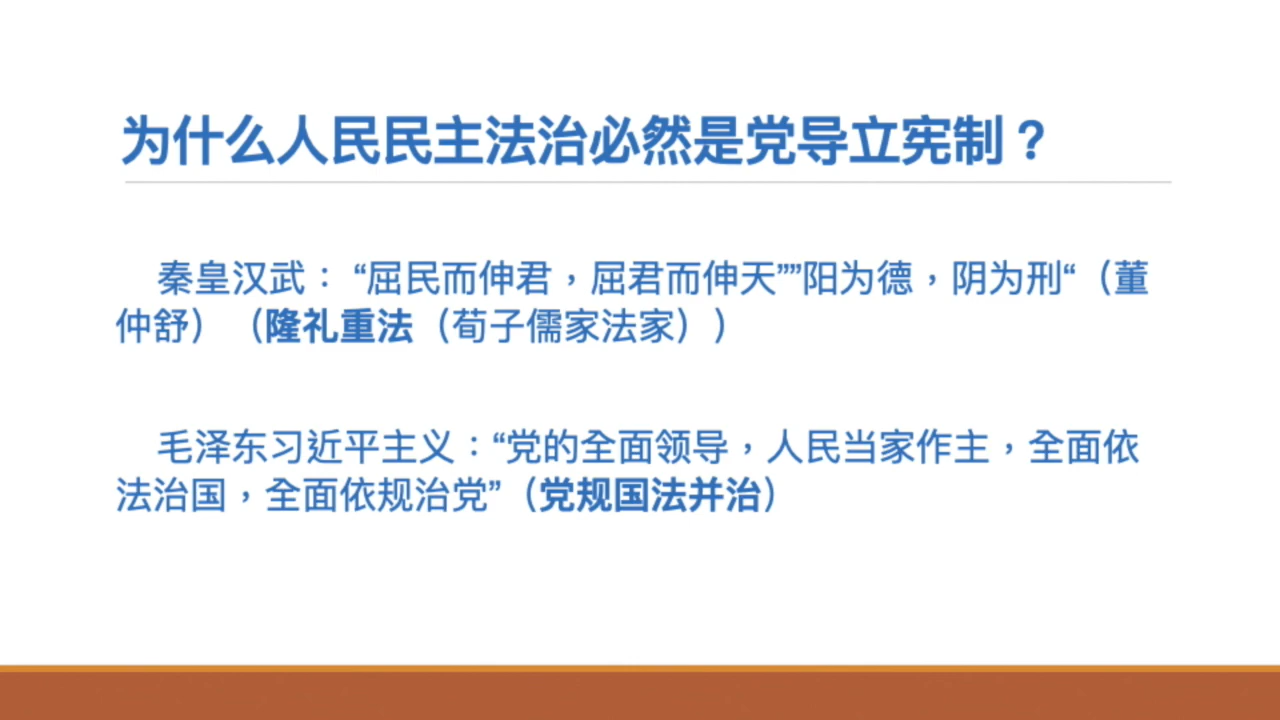 为什么人民民主法治必然是党导立宪制？
秦皇汉武：“屈民而伸君，屈君而伸天””阳为德，阴为刑“（董
仲舒）（隆礼重法（荀子儒家法家））
毛泽东习近平主义：“党的全面领导，人民当家作主，全面依
法治国，全面依规治党”（党规国法并治）